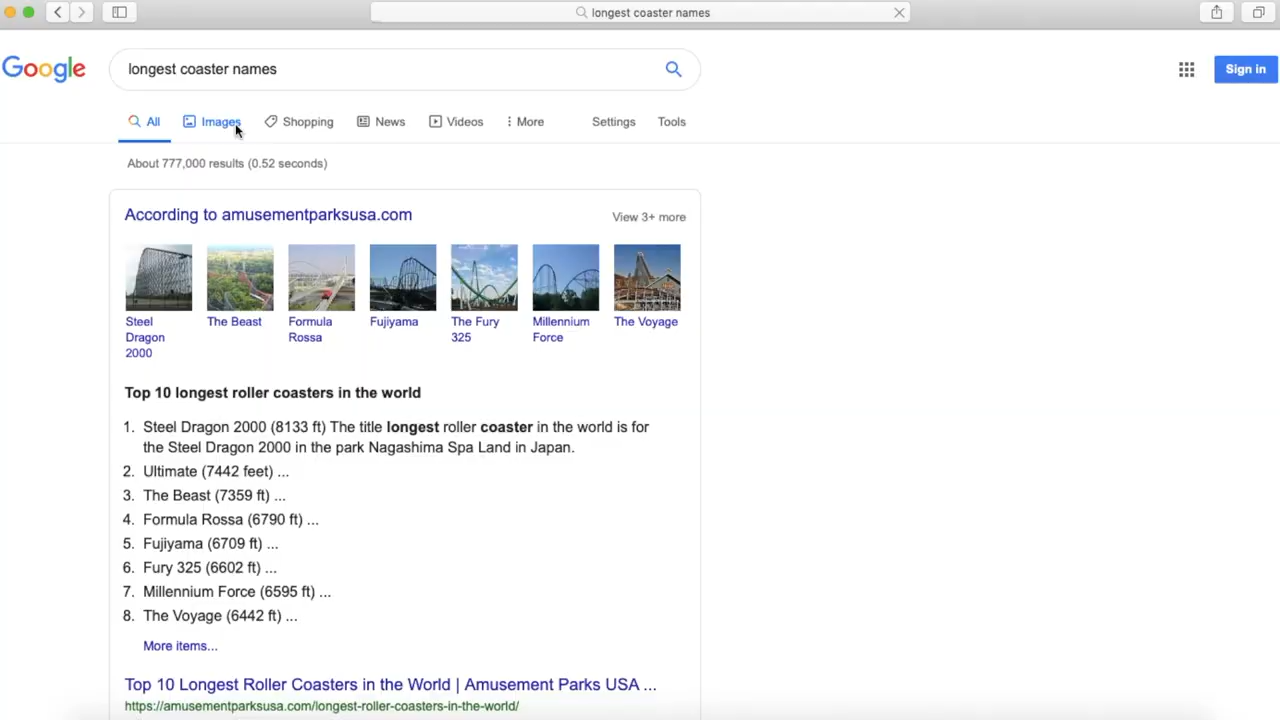 longest coaster names
Google
longest coaster names
Sign in
All Images Shopping News Videos More Settings Tools
About 777,000 results (0.52 seconds)
According to amusementparksusa.com
View 3+ more
Steel
Dragon
2000
The Beast
Formula
Rossa
Fujiyama
The Fury
325
Millennium
Force
The Voyage
Top 10 longest roller coasters in the world
1. Steel Dragon 2000 (8133 ft) The title longest roller coaster in the world is for
the Steel Dragon 2000 in the park Nagashima Spa Land in Japan.
2. Ultimate (7442 feet) ...
3. The Beast (7359 ft) ...
4. Formula Rossa (6790 ft) ...
5. Fujiyama (6709 ft) ...
6. Fury 325 (6602 ft) ...
7. Millennium Force (6595 ft) ...
8. The Voyage (6442 ft) ...
More items...
Top 10 Longest Roller Coasters in the World | Amusement Parks USA ...
https://amusementparksusa.com/longest-roller-coasters-in-the-world/